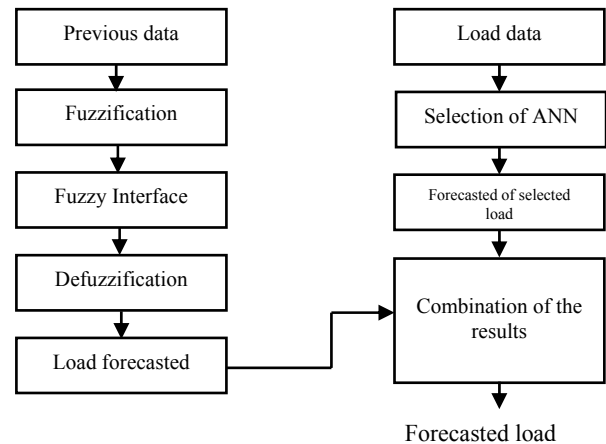 Previous data
Fuzzification
Fuzzy Interface
Defuzzification
Load forecasted
Load data
Selection of ANN
Forecasted of selected
load
Combination of the
results
Forecasted load